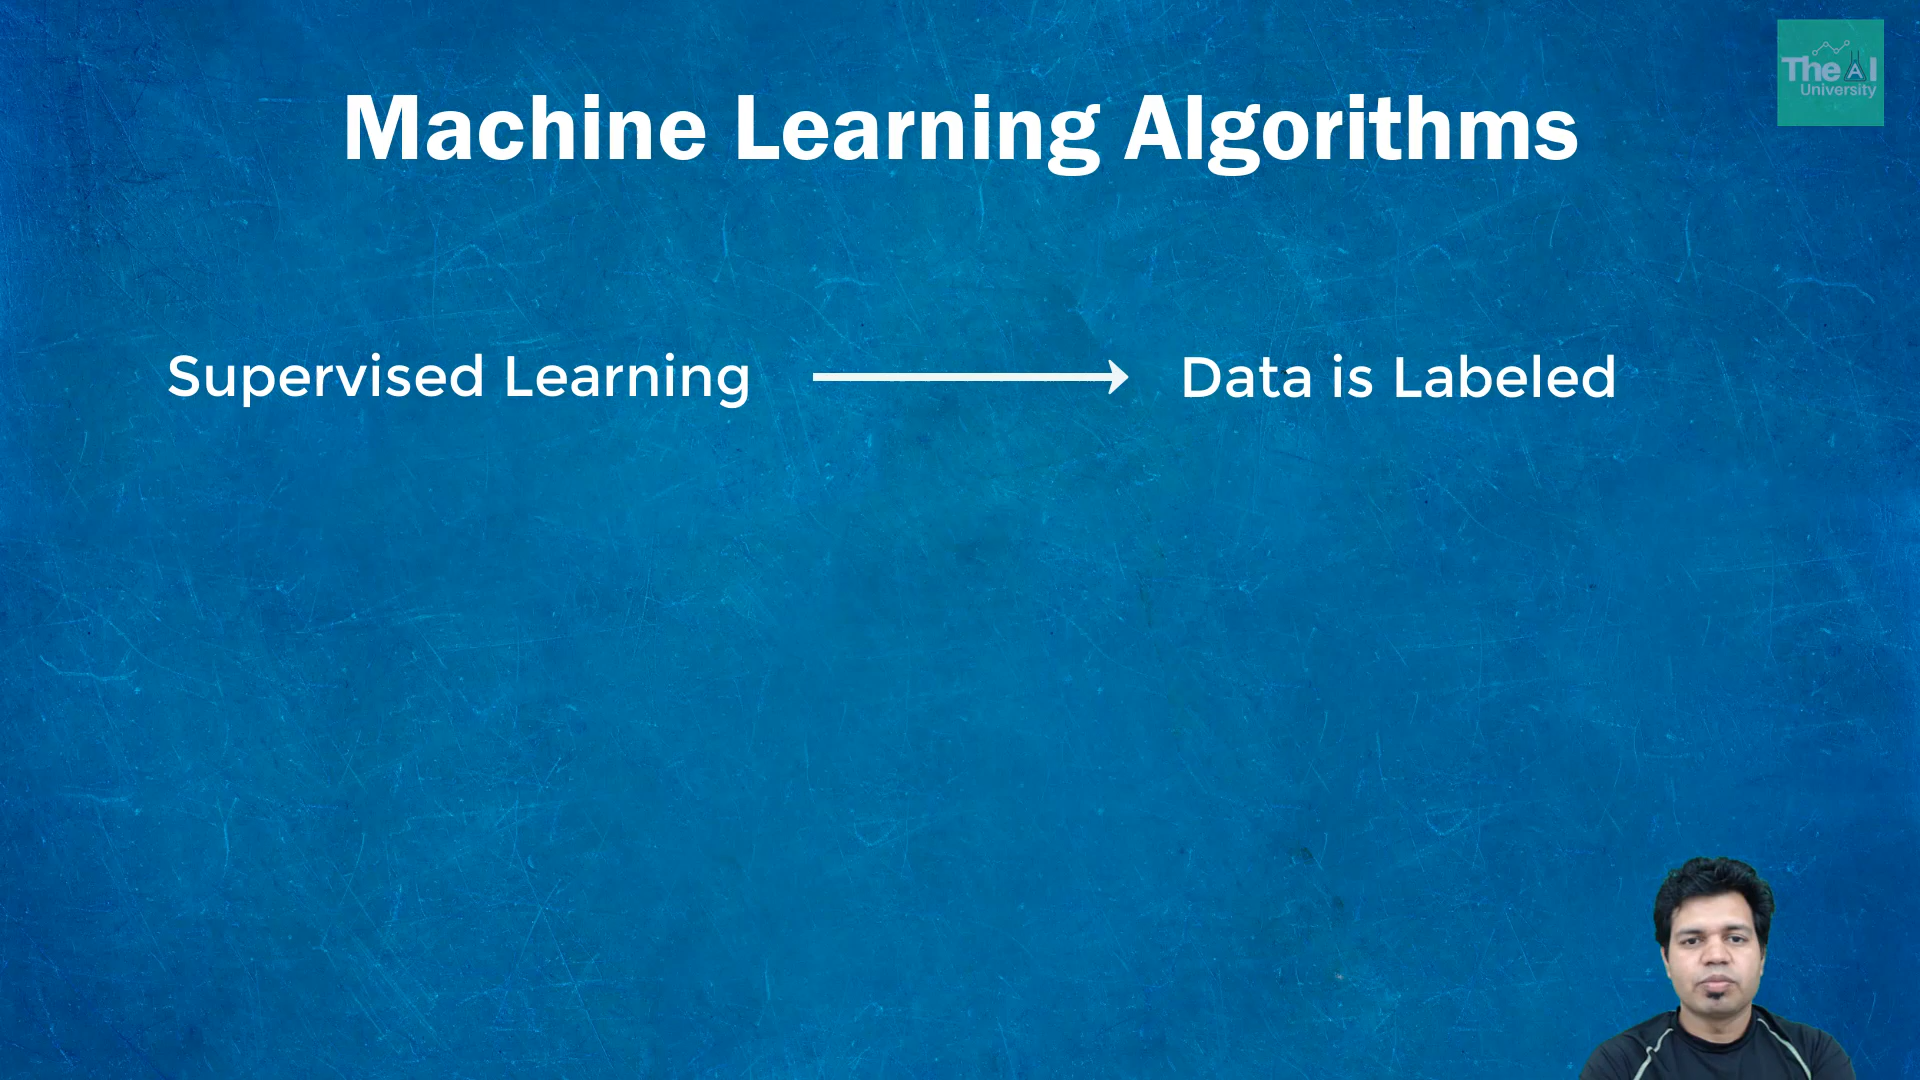 The AI
University
Machine Learning Algorithms
Supervised Learning
Data is Labeled